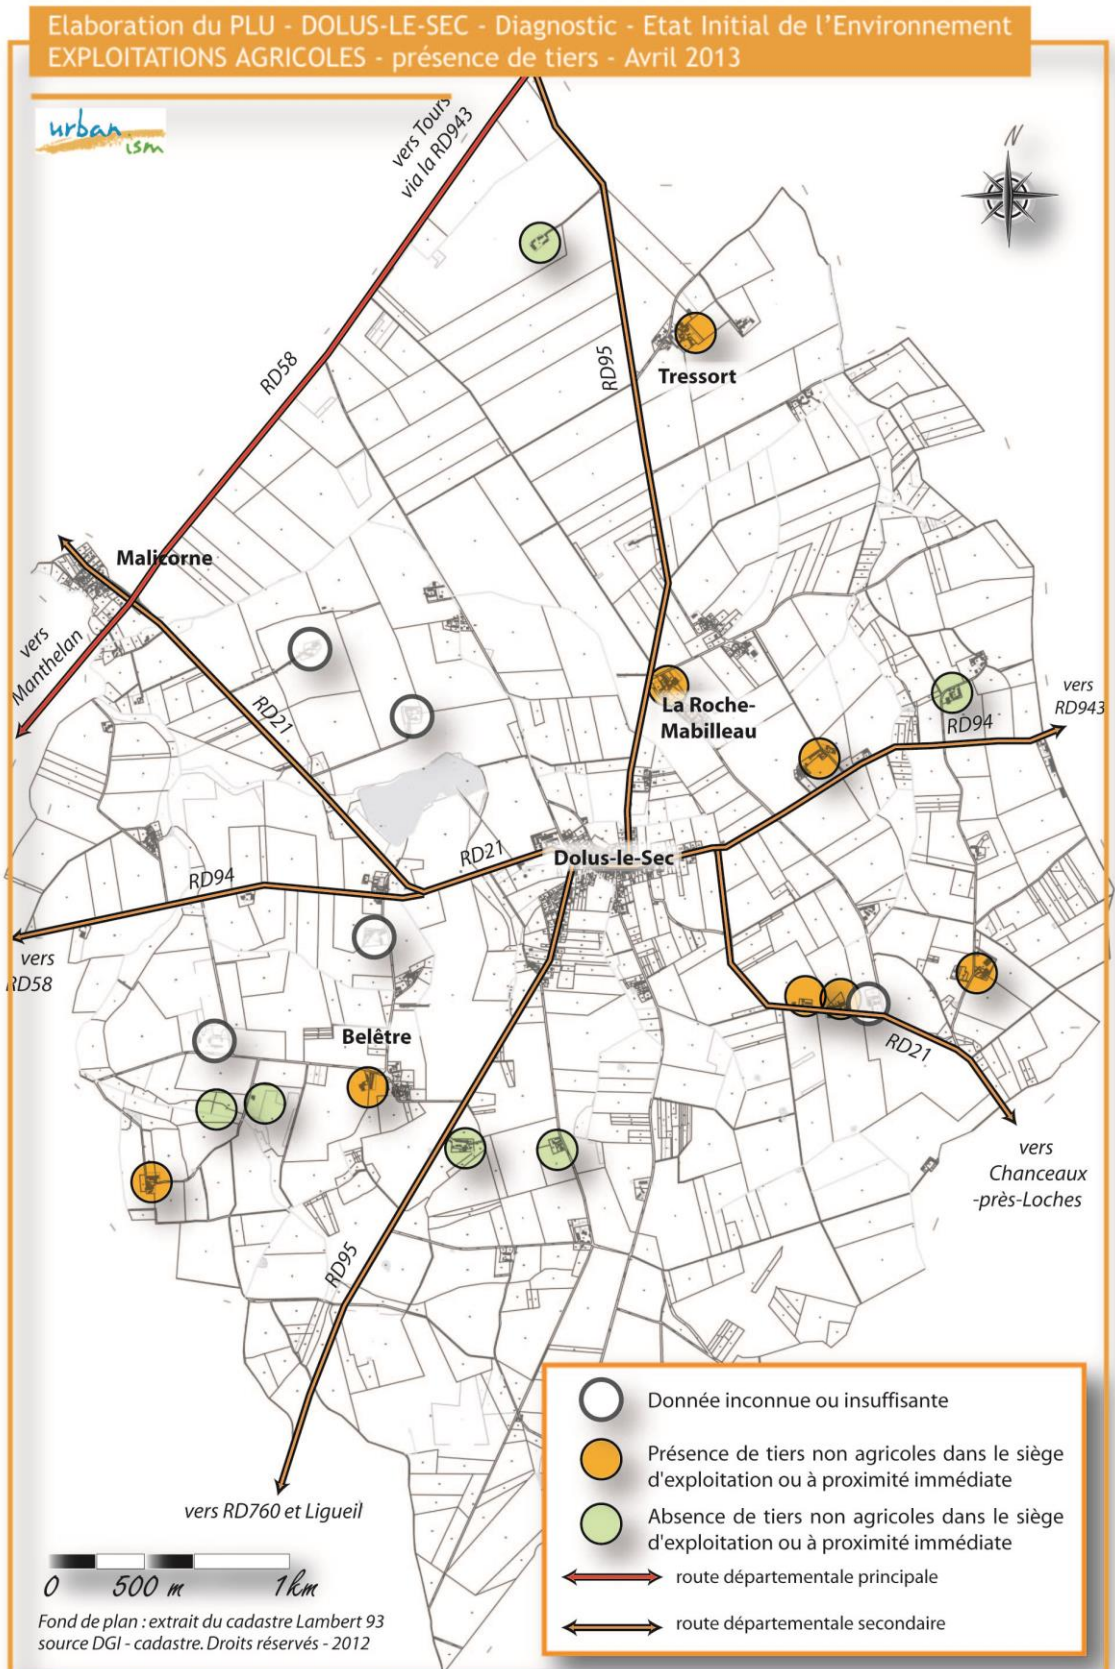 Elaboration du PLU - DOLUS-LE-SEC - Diagnostic - Etat Initial de l'Environnement
EXPLOITATIONS AGRICOLES - présence de tiers - Avril 2013
urban
ism
vers Tours
via la RD943
N
RD58
RD95
Tressort
Malicorne
vers
Manthelan
RD21
La Roche-
Mabilleau
vers
RD943
RD94
RD21
Dolus-le-Sec
RD94
vers
RD58
Belêtre
RD21
vers
Chanceaux
-près-Loches
RD95
vers RD760 et Ligueil
Donnée inconnue ou insuffisante
Présence de tiers non agricoles dans le siège
d'exploitation ou à proximité immédiate
Absence de tiers non agricoles dans le siège
d'exploitation ou à proximité immédiate
route départementale principale
route départementale secondaire
0 500 m 1km
Fond de plan : extrait du cadastre Lambert 93
source DGI - cadastre. Droits réservés - 2012